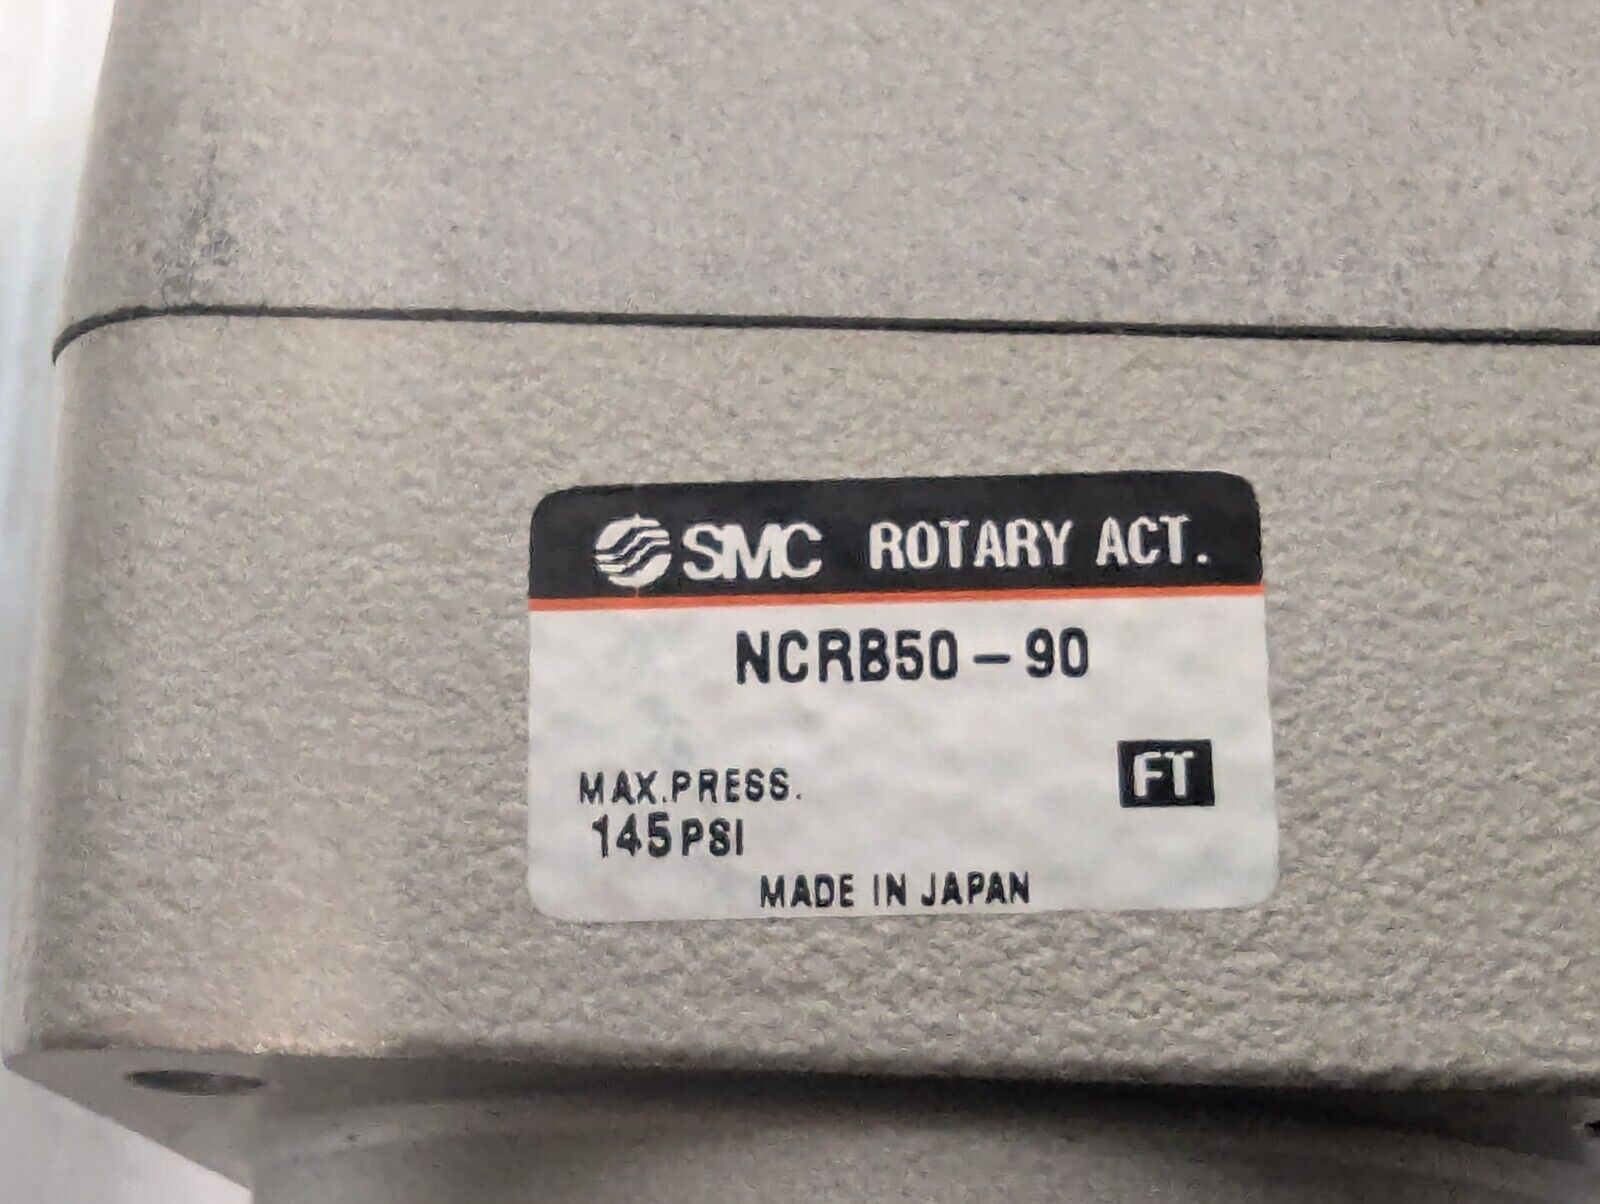 SMC ROTARY ACT.
NCRB50-90
FT
MAX.PRESS.
145PSI
MADE IN JAPAN